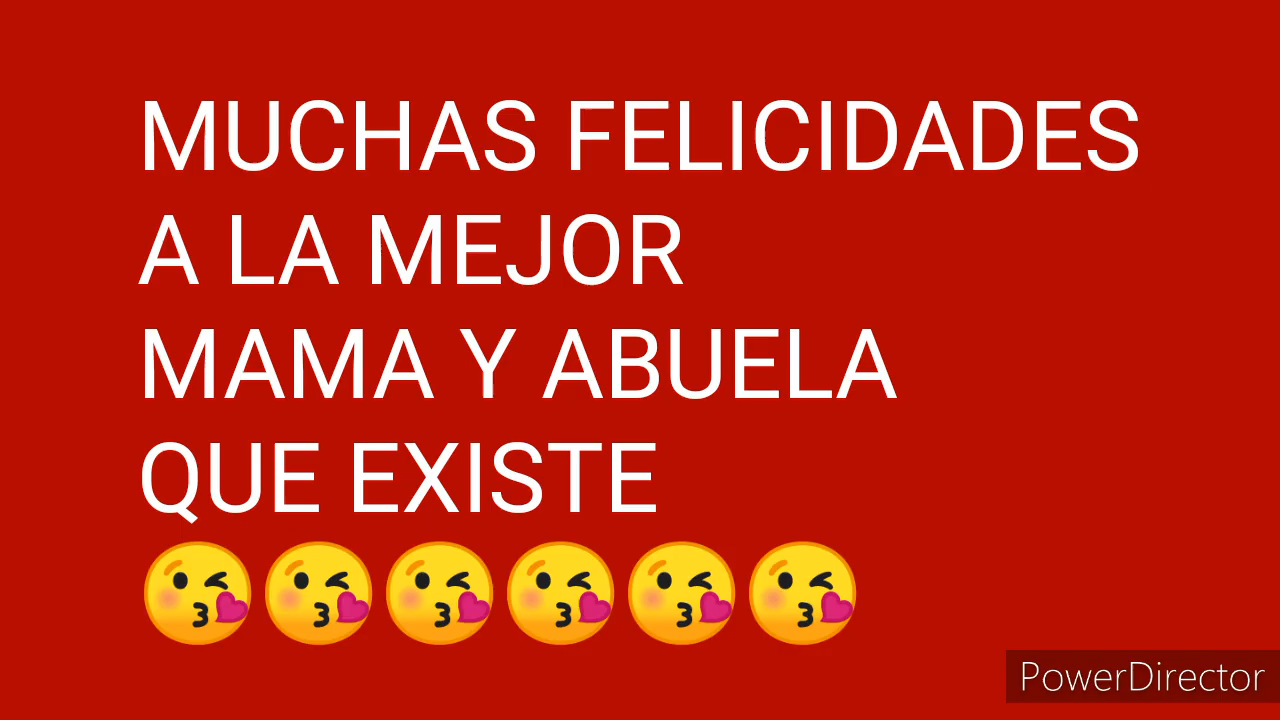 MUCHAS FELICIDADES
A LA MEJOR
MAMA Y ABUELA
QUE EXISTE
😘😘😘😘😘😘
PowerDirector